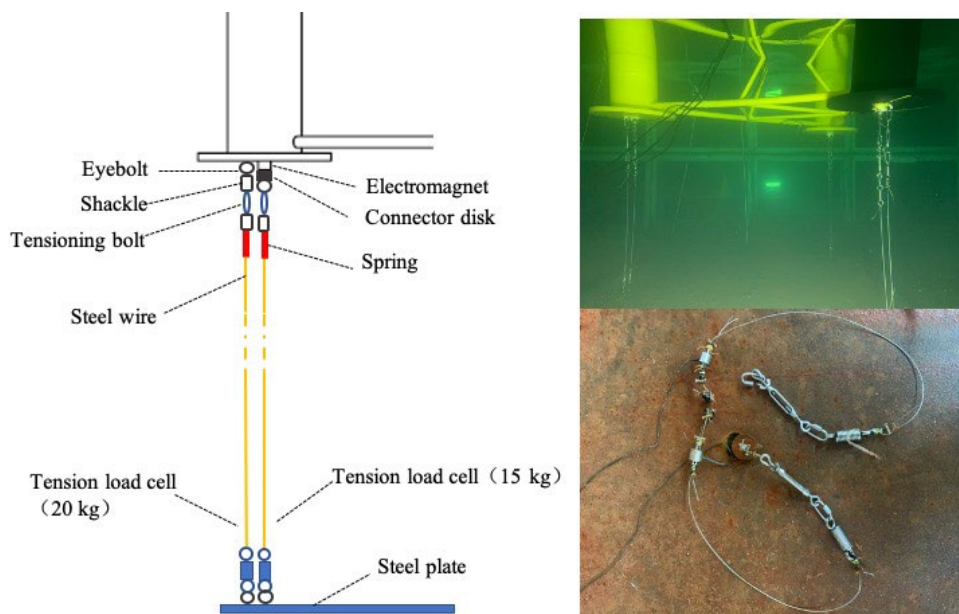 Eyebolt
Shackle
Tensioning bolt
Steel wire
Electromagnet
Connector disk
Spring
Tension load cell
（20 kg）
Tension load cell（15 kg）
Steel plate